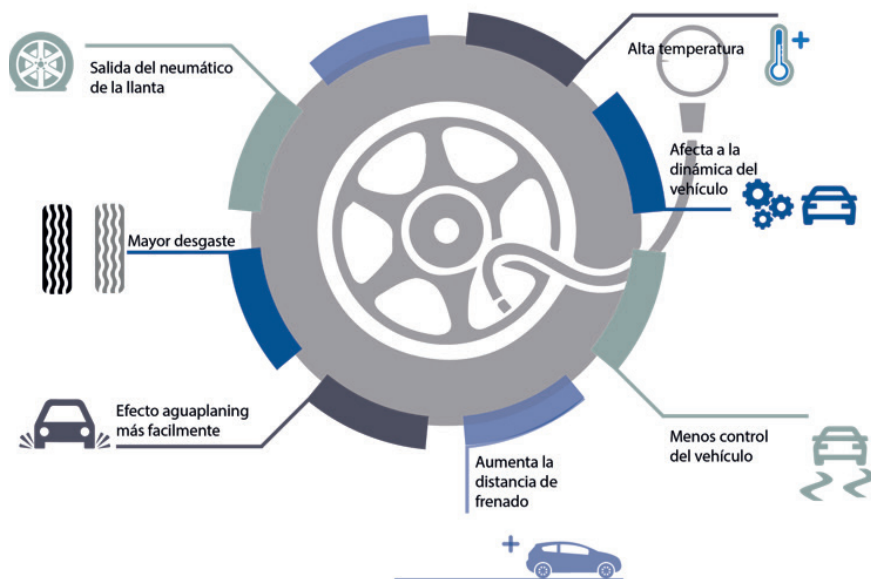 Salida del neumático
de la llanta
Alta temperatura
Afecta a la
dinámica del
vehículo
Mayor desgaste
Efecto aguaplaning
más facilmente
Aumenta la
distancia de
frenado
Menos control
del vehículo